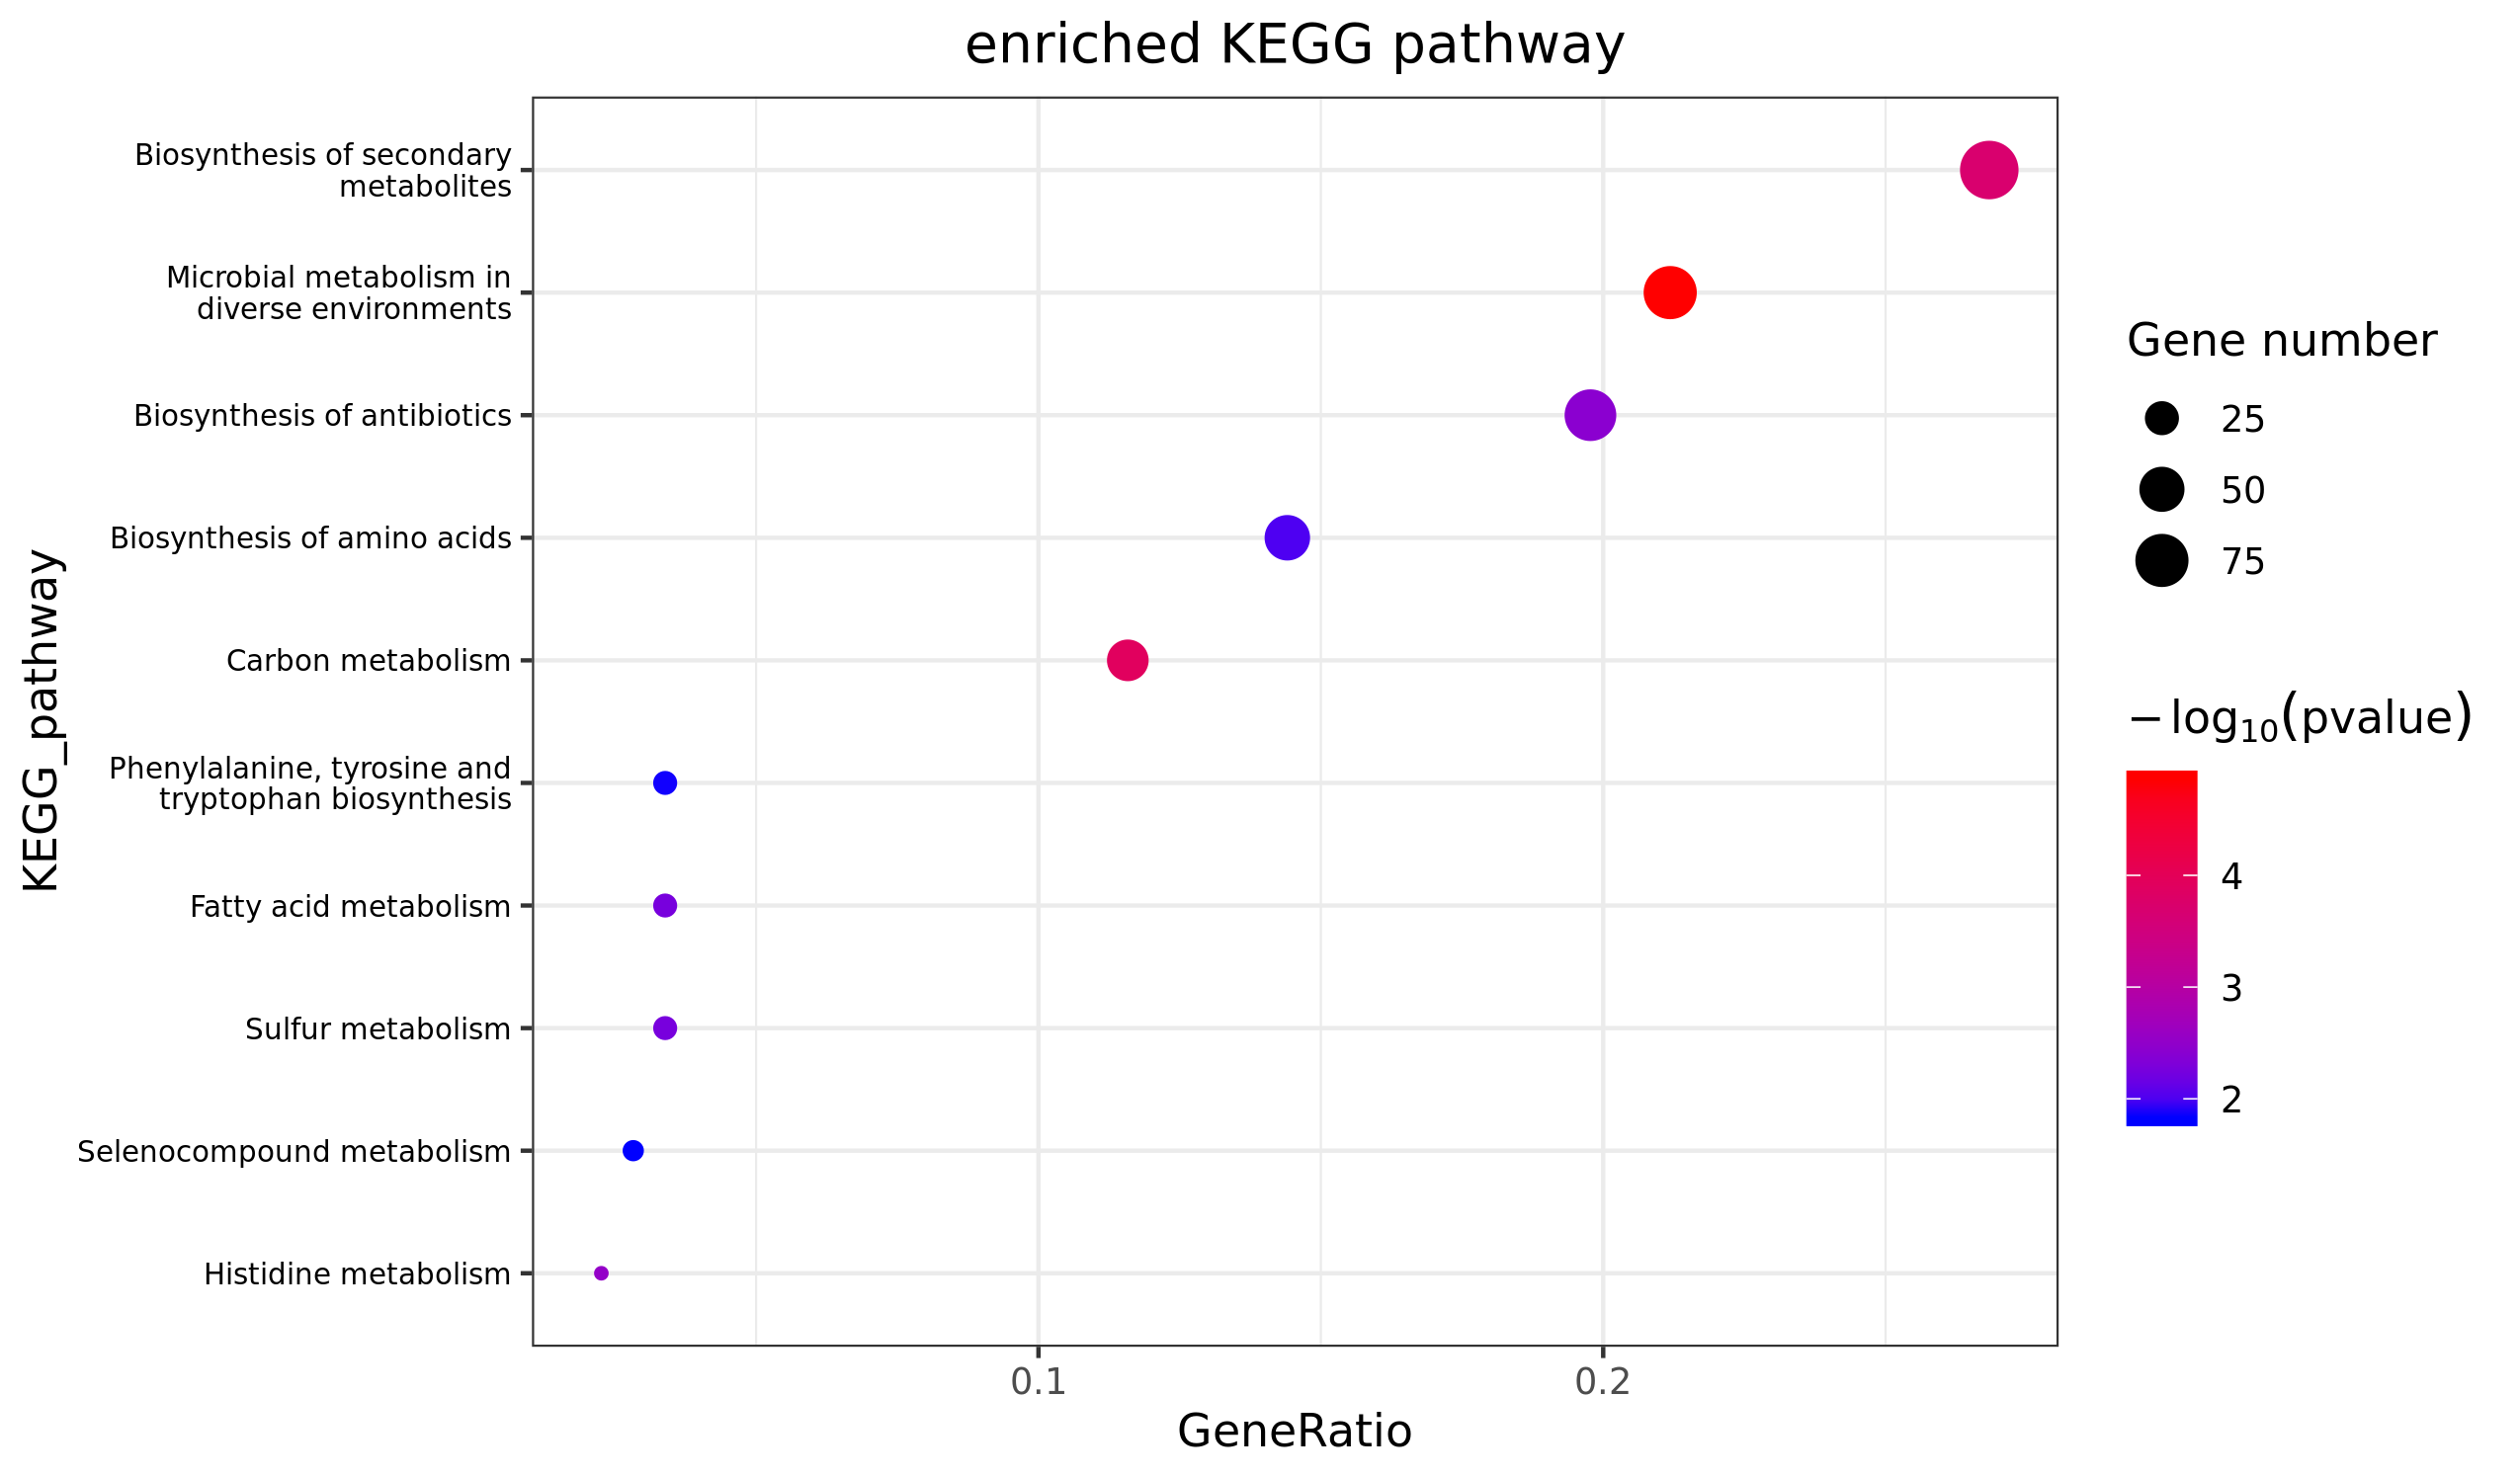 enriched KEGG pathway
KEGG_pathway
Biosynthesis of secondary
metabolites
Microbial metabolism in
diverse environments
Biosynthesis of antibiotics
Biosynthesis of amino acids
Carbon metabolism
Phenylalanine, tyrosine and
tryptophan biosynthesis
Fatty acid metabolism
Sulfur metabolism
Selenocompound metabolism
Histidine metabolism
0.1
0.2
GeneRatio
Gene number
25
50
75
−log₁₀(pvalue)
4
3
2